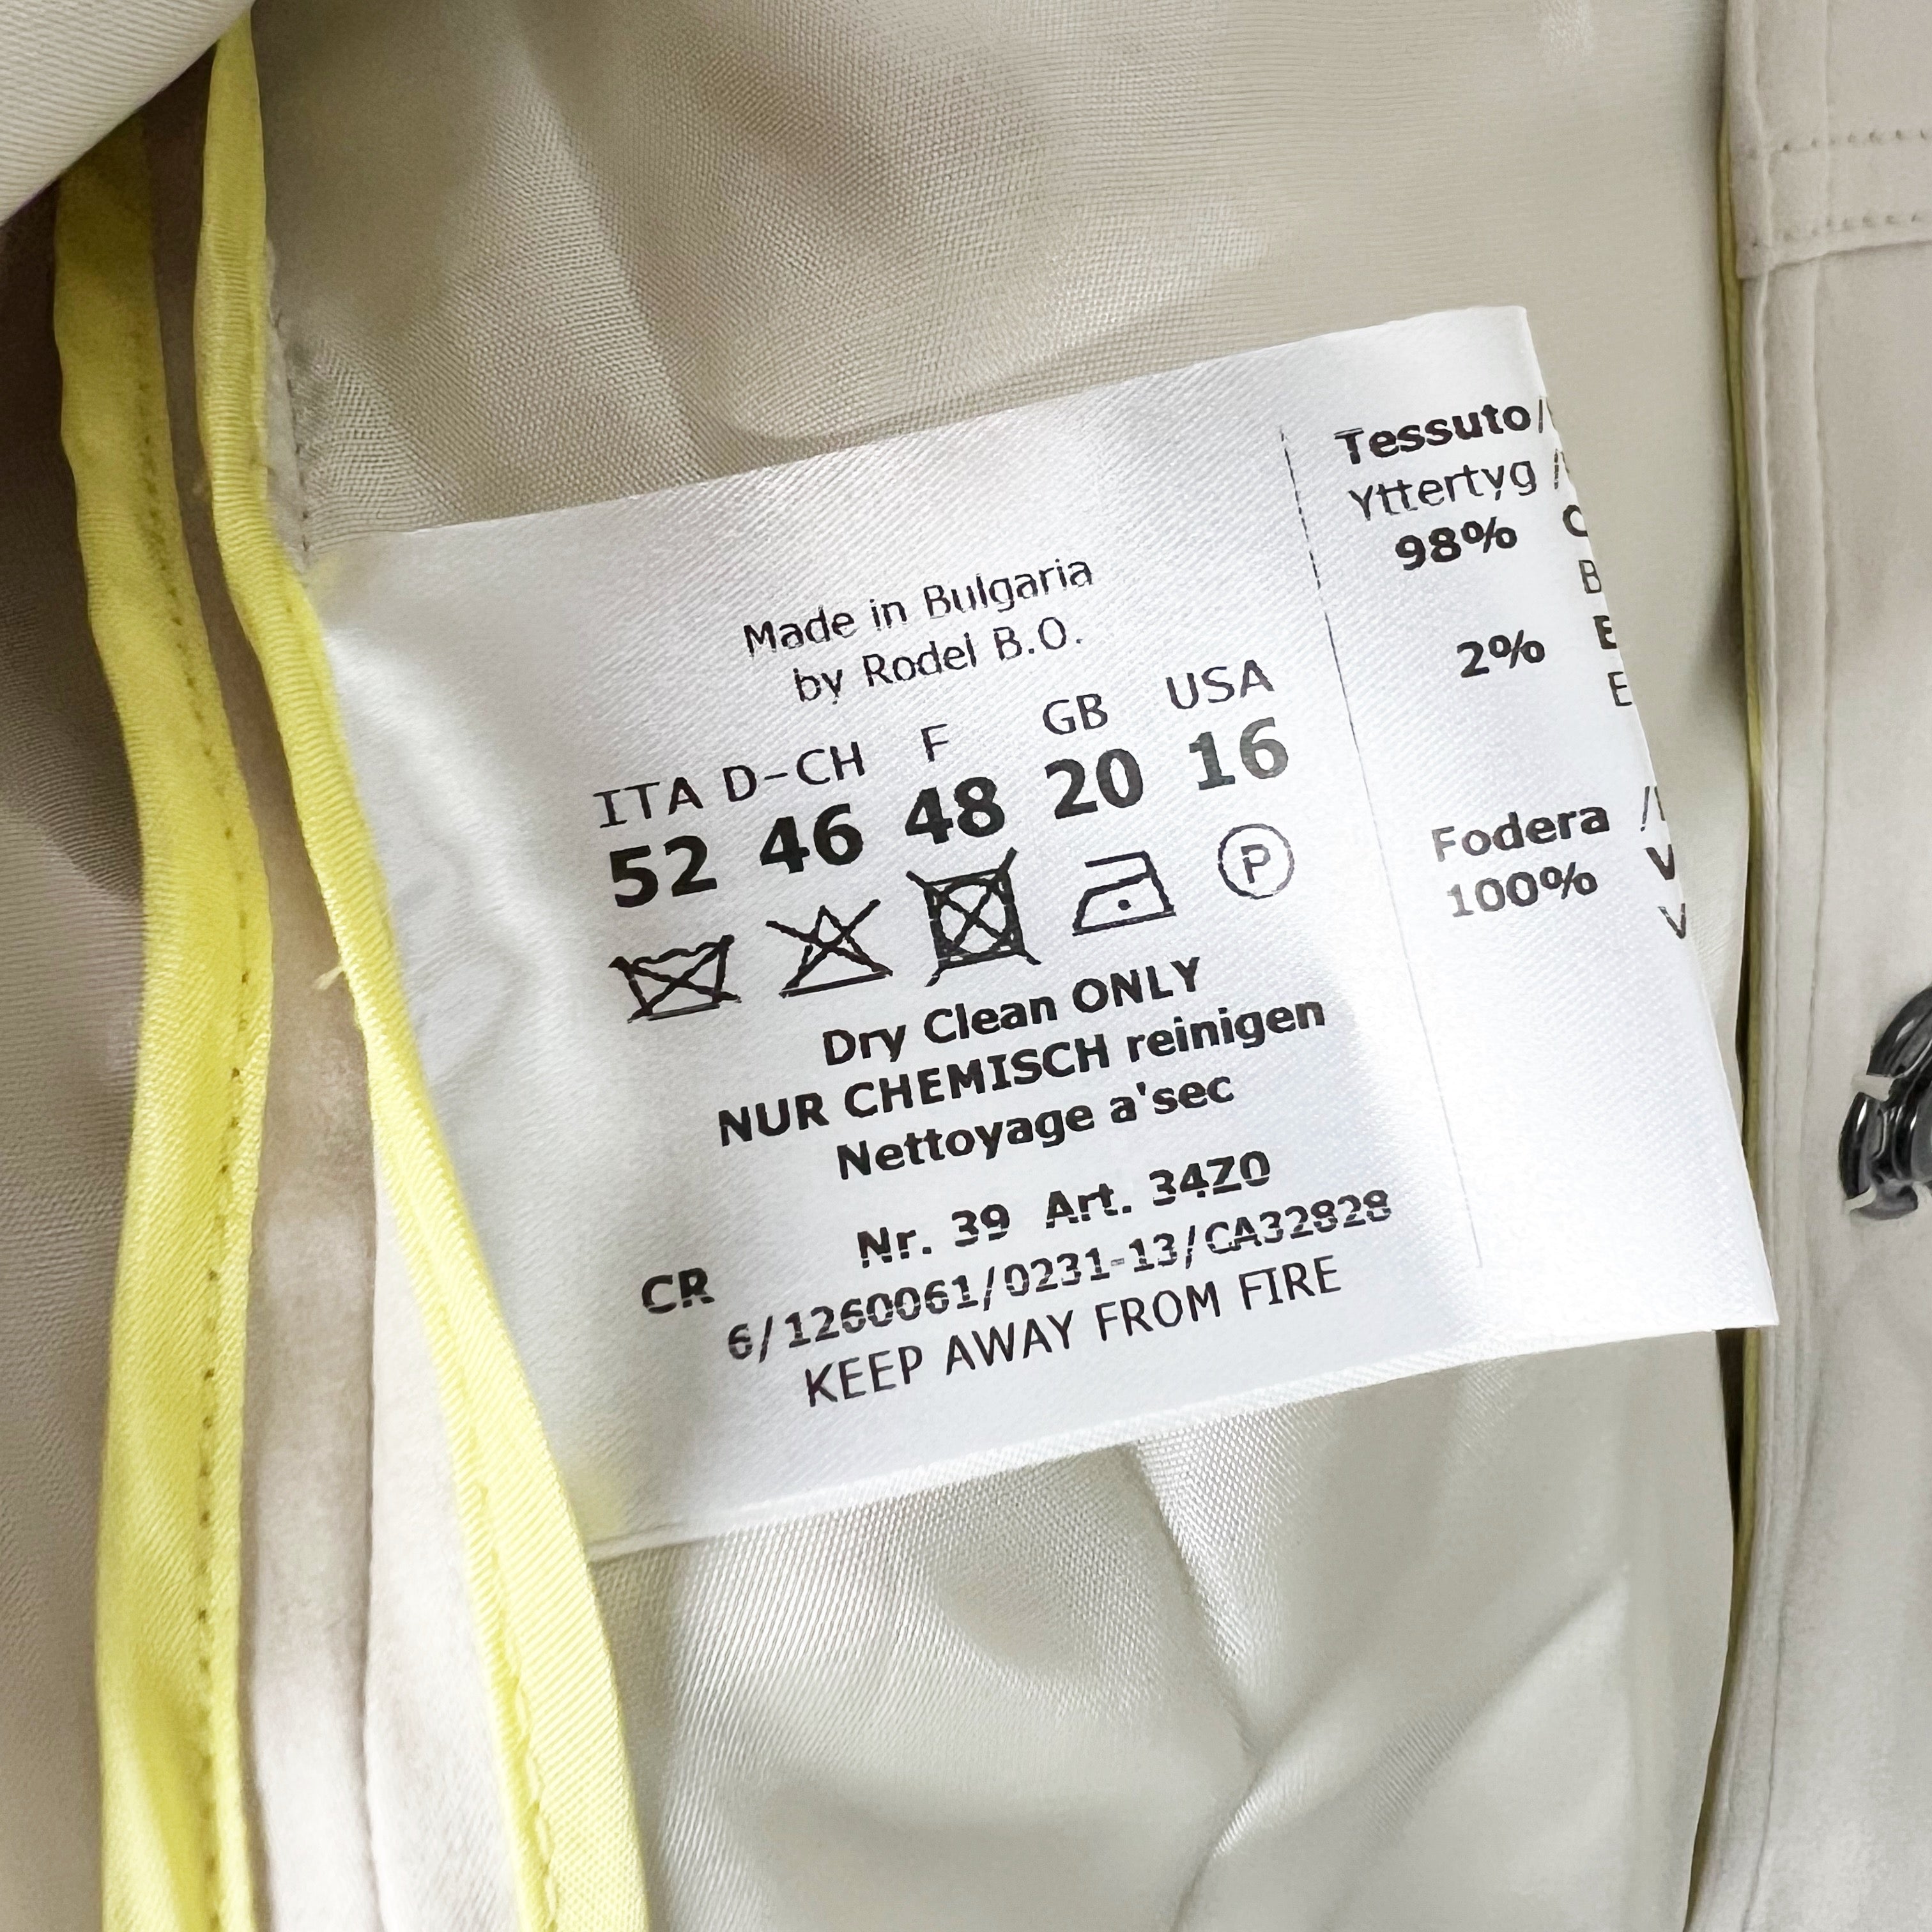 Made in Bulgaria
by Rodel B.O.
ITA D-CH F GB USA
52 46 48 20 16
P
Dry Clean ONLY
NUR CHEMISCH reinigen
Nettoyage a'sec
Nr. 39 Art. 34Z0
CR
6/1260061/0231-13/CA32828
KEEP AWAY FROM FIRE
Tessuto/
Yttertyg /
98%
2%
Fodera /
100%